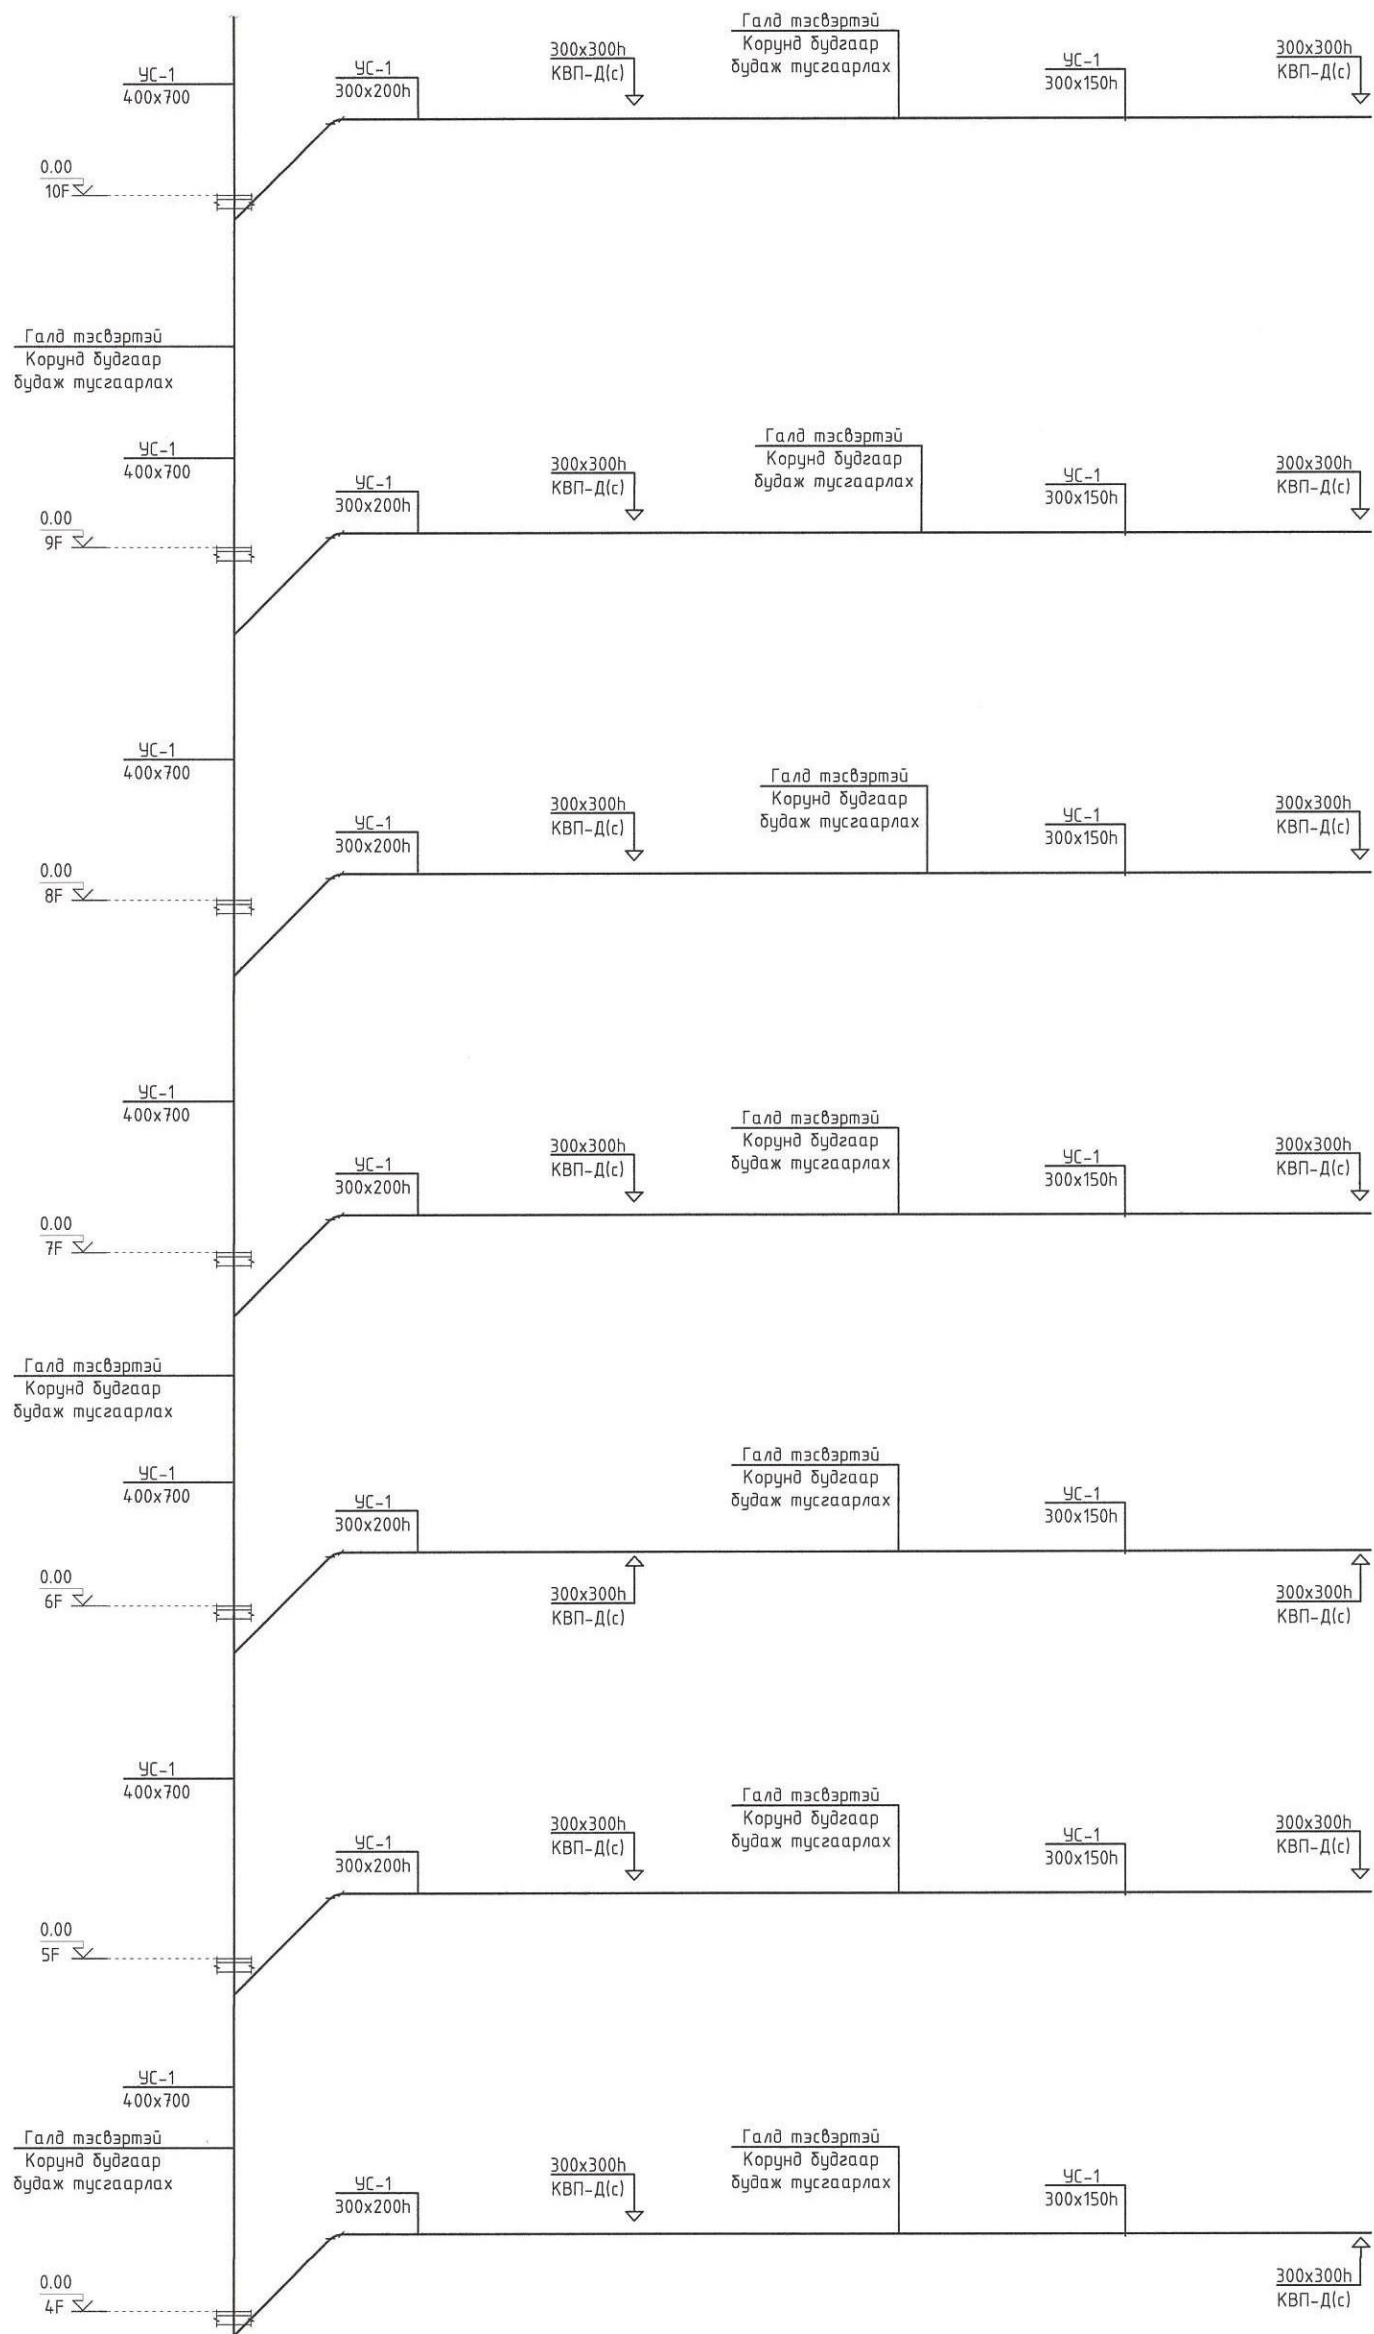 УС-1
400x700
УС-1
300x200h
300x300h
КВП-Д(с)
Галд тэсвэртэй
Корунд будгаар
будаж тусгаарлах
УС-1
300x150h
300x300h
КВП-Д(с)
0.00
10F
Галд тэсвэртэй
Корунд будгаар
будаж тусгаарлах
УС-1
400x700
УС-1
300x200h
300x300h
КВП-Д(с)
Галд тэсвэртэй
Корунд будгаар
будаж тусгаарлах
УС-1
300x150h
300x300h
КВП-Д(с)
0.00
9F
УС-1
400x700
УС-1
300x200h
300x300h
КВП-Д(с)
Галд тэсвэртэй
Корунд будгаар
будаж тусгаарлах
УС-1
300x150h
300x300h
КВП-Д(с)
0.00
8F
УС-1
400x700
УС-1
300x200h
300x300h
КВП-Д(с)
Галд тэсвэртэй
Корунд будгаар
будаж тусгаарлах
УС-1
300x150h
300x300h
КВП-Д(с)
0.00
7F
Галд тэсвэртэй
Корунд будгаар
будаж тусгаарлах
УС-1
400x700
УС-1
300x200h
Галд тэсвэртэй
Корунд будгаар
будаж тусгаарлах
УС-1
300x150h
300x300h
КВП-Д(с)
300x300h
КВП-Д(с)
0.00
6F
УС-1
400x700
УС-1
300x200h
300x300h
КВП-Д(с)
Галд тэсвэртэй
Корунд будгаар
будаж тусгаарлах
УС-1
300x150h
300x300h
КВП-Д(с)
0.00
5F
УС-1
400x700
Галд тэсвэртэй
Корунд будгаар
будаж тусгаарлах
УС-1
300x200h
300x300h
КВП-Д(с)
Галд тэсвэртэй
Корунд будгаар
будаж тусгаарлах
УС-1
300x150h
300x300h
КВП-Д(с)
0.00
4F